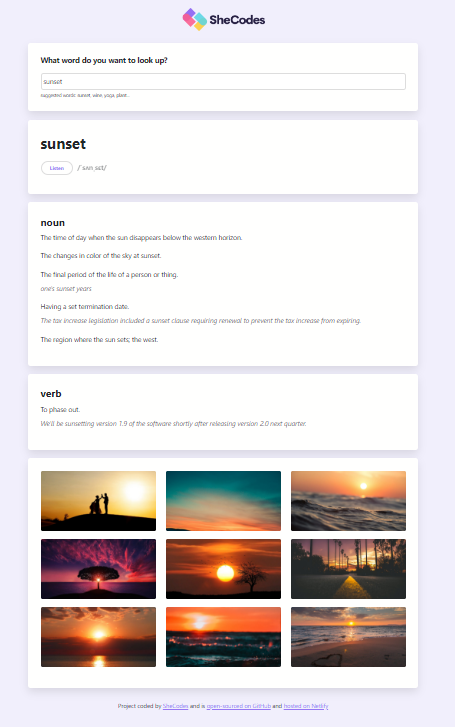 SheCodes
What word do you want to look up?
sunset
suggested words: sunset, wine, yoga, plant...
sunset
Listen
/ˈsʌnˌsɛt/
noun
The time of day when the sun disappears below the western horizon.
The changes in color of the sky at sunset.
The final period of the life of a person or thing.
one's sunset years
Having a set termination date.
The tax increase legislation included a sunset clause requiring renewal to prevent the tax increase from expiring.
The region where the sun sets; the west.
verb
To phase out.
We'll be sunsetting version 1.9 of the software shortly after releasing version 2.0 next quarter.
Project coded by SheCodes and is open-sourced on GitHub and hosted on Netlify